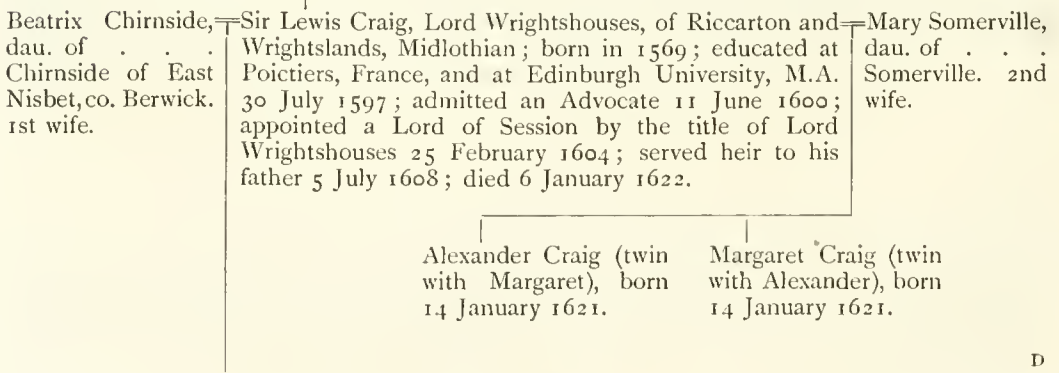 Beatrix Chirnside,
dau. of . . .
Chirnside of East
Nisbet, co. Berwick.
1st wife.
Sir Lewis Craig, Lord Wrightshouses, of Riccarton and
Wrightslands, Midlothian; born in 1569; educated at
Poictiers, France, and at Edinburgh University, M.A.
30 July 1597; admitted an Advocate 11 June 1600;
appointed a Lord of Session by the title of Lord
Wrightshouses 25 February 1604; served heir to his
father 5 July 1608; died 6 January 1622.
Mary Somerville,
dau. of . . .
Somerville. 2nd
wife.
Alexander Craig (twin
with Margaret), born
14 January 1621.
Margaret Craig (twin
with Alexander), born
14 January 1621.
D